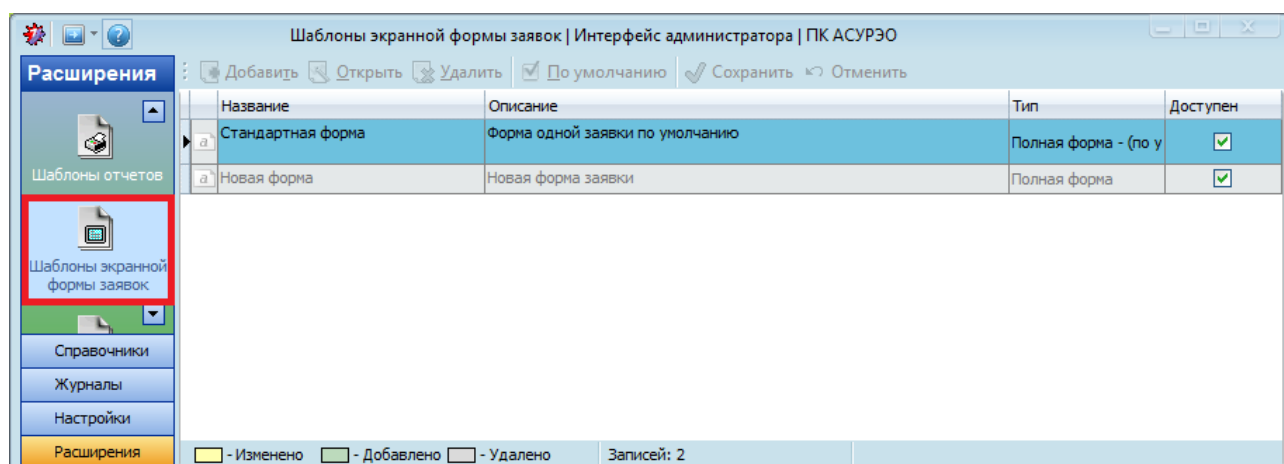 Шаблоны экранной формы заявок | Интерфейс администратора | ПК АСУРЭО
Расширения
Добавить Открыть Удалить По умолчанию Сохранить Отменить
Название Описание Тип Доступен
Стандартная форма Форма одной заявки по умолчанию Полная форма - (по у
Новая форма Новая форма заявки Полная форма
Шаблоны отчетов
Шаблоны экранной
формы заявок
Справочники
Журналы
Настройки
Расширения
- Изменено - Добавлено - Удалено Записей: 2